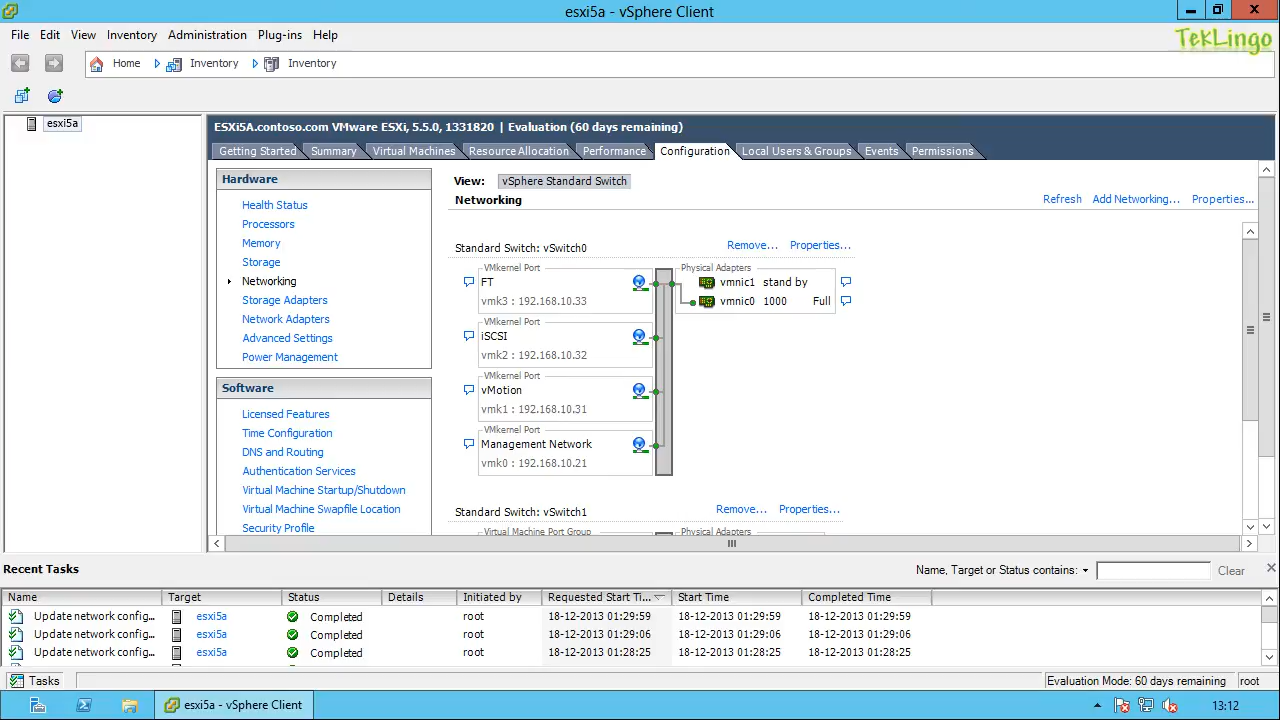 esxi5a - vSphere Client
File Edit View Inventory Administration Plug-ins Help
TekLingo
Home Inventory Inventory
esxi5a
ESXi5A.contoso.com VMware ESXi, 5.5.0, 1331820 | Evaluation (60 days remaining)
Getting Started Summary Virtual Machines Resource Allocation Performance Configuration Local Users & Groups Events Permissions
Hardware
Health Status
Processors
Memory
Storage
Networking
Storage Adapters
Network Adapters
Advanced Settings
Power Management
Software
Licensed Features
Time Configuration
DNS and Routing
Authentication Services
Virtual Machine Startup/Shutdown
Virtual Machine Swapfile Location
Security Profile
View: vSphere Standard Switch
Networking
Refresh Add Networking... Properties...
Standard Switch: vSwitch0 Remove... Properties...
VMkernel Port
FT
vmk3 : 192.168.10.33
VMkernel Port
iSCSI
vmk2 : 192.168.10.32
VMkernel Port
vMotion
vmk1 : 192.168.10.31
VMkernel Port
Management Network
vmk0 : 192.168.10.21
Physical Adapters
vmnic1 stand by
vmnic0 1000 Full
Standard Switch: vSwitch1 Remove... Properties...
Virtual Machine Port Group Physical Adapters
Recent Tasks
Name, Target or Status contains: Clear
Name Target Status Details Initiated by Requested Start Ti... Start Time Completed Time
Update network config... esxi5a Completed root 18-12-2013 01:29:59 18-12-2013 01:29:59 18-12-2013 01:29:59
Update network config... esxi5a Completed root 18-12-2013 01:29:06 18-12-2013 01:29:06 18-12-2013 01:29:06
Update network config... esxi5a Completed root 18-12-2013 01:28:25 18-12-2013 01:28:25 18-12-2013 01:28:25
Tasks Evaluation Mode: 60 days remaining root
esxi5a - vSphere Client 13:12